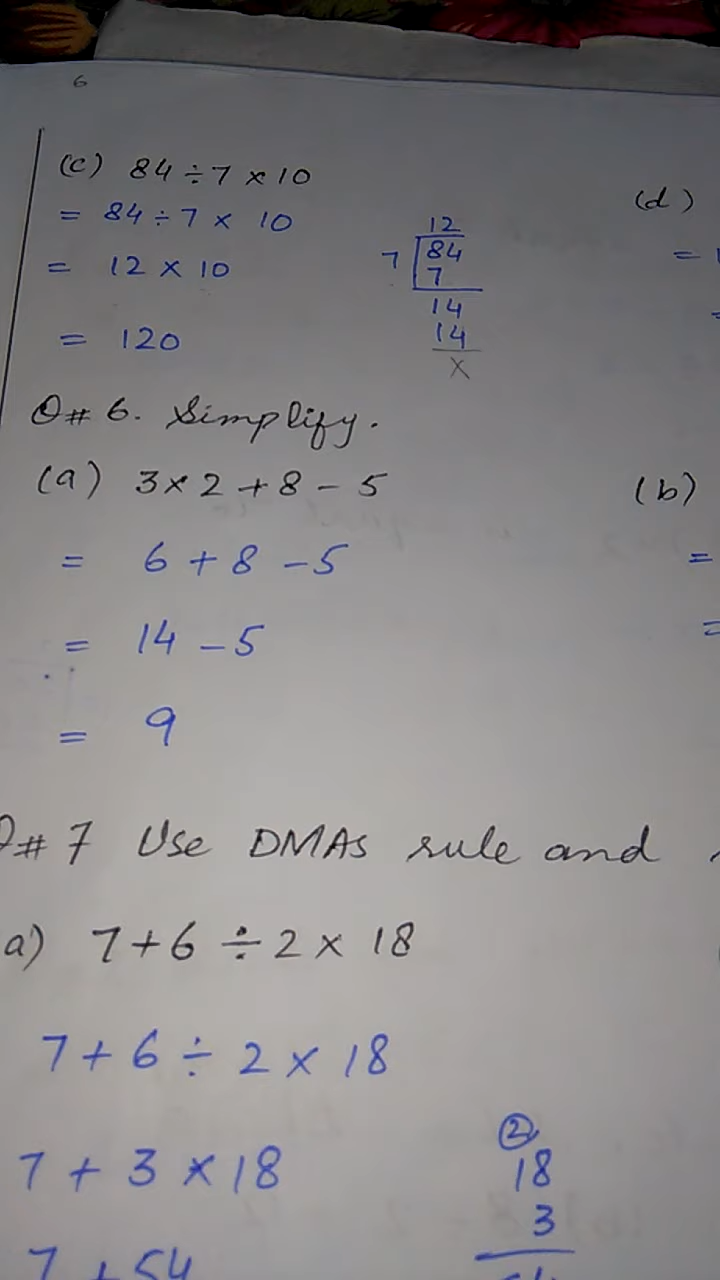 6
(c) 84 ÷ 7 × 10
= 84 ÷ 7 × 10
= 12 × 10
= 120
12
7 84
7
14
14
x
(d)
=
Q# 6. Simplify.
(a) 3 × 2 + 8 - 5
= 6 + 8 - 5
= 14 - 5
= 9
(b)
=
=
Q# 7 Use DMAs rule and
a) 7 + 6 ÷ 2 × 18
7 + 6 ÷ 2 × 18
7 + 3 × 18
7 + 54
2
18
3